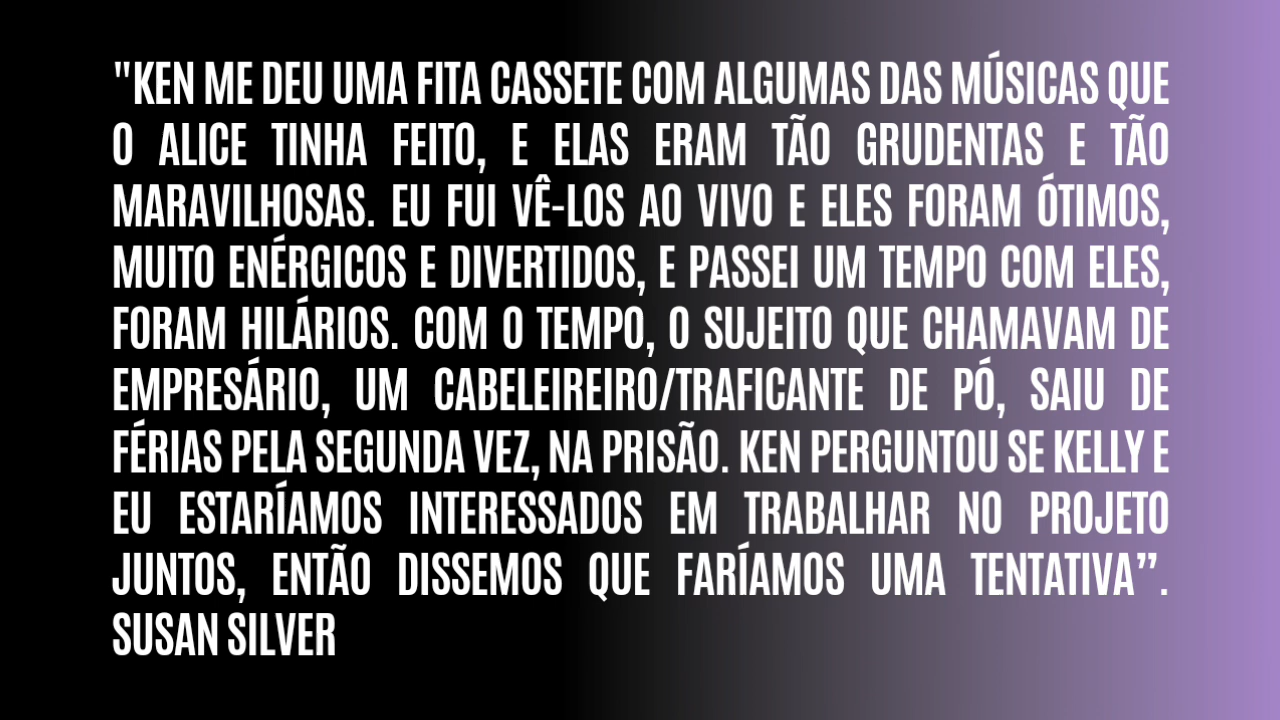 "KEN ME DEU UMA FITA CASSETE COM ALGUMAS DAS MÚSICAS QUE
O ALICE TINHA FEITO, E ELAS ERAM TÃO GRUDENTAS E TÃO
MARAVILHOSAS. EU FUI VÊ-LOS AO VIVO E ELES FORAM ÓTIMOS,
MUITO ENÉRGICOS E DIVERTIDOS, E PASSEI UM TEMPO COM ELES,
FORAM HILÁRIOS. COM O TEMPO, O SUJEITO QUE CHAMAVAM DE
EMPRESÁRIO, UM CABELEIREIRO/TRAFICANTE DE PÓ, SAIU DE
FÉRIAS PELA SEGUNDA VEZ, NA PRISÃO. KEN PERGUNTOU SE KELLY E
EU ESTARÍAMOS INTERESSADOS EM TRABALHAR NO PROJETO
JUNTOS, ENTÃO DISSEMOS QUE FARÍAMOS UMA TENTATIVA”.
SUSAN SILVER